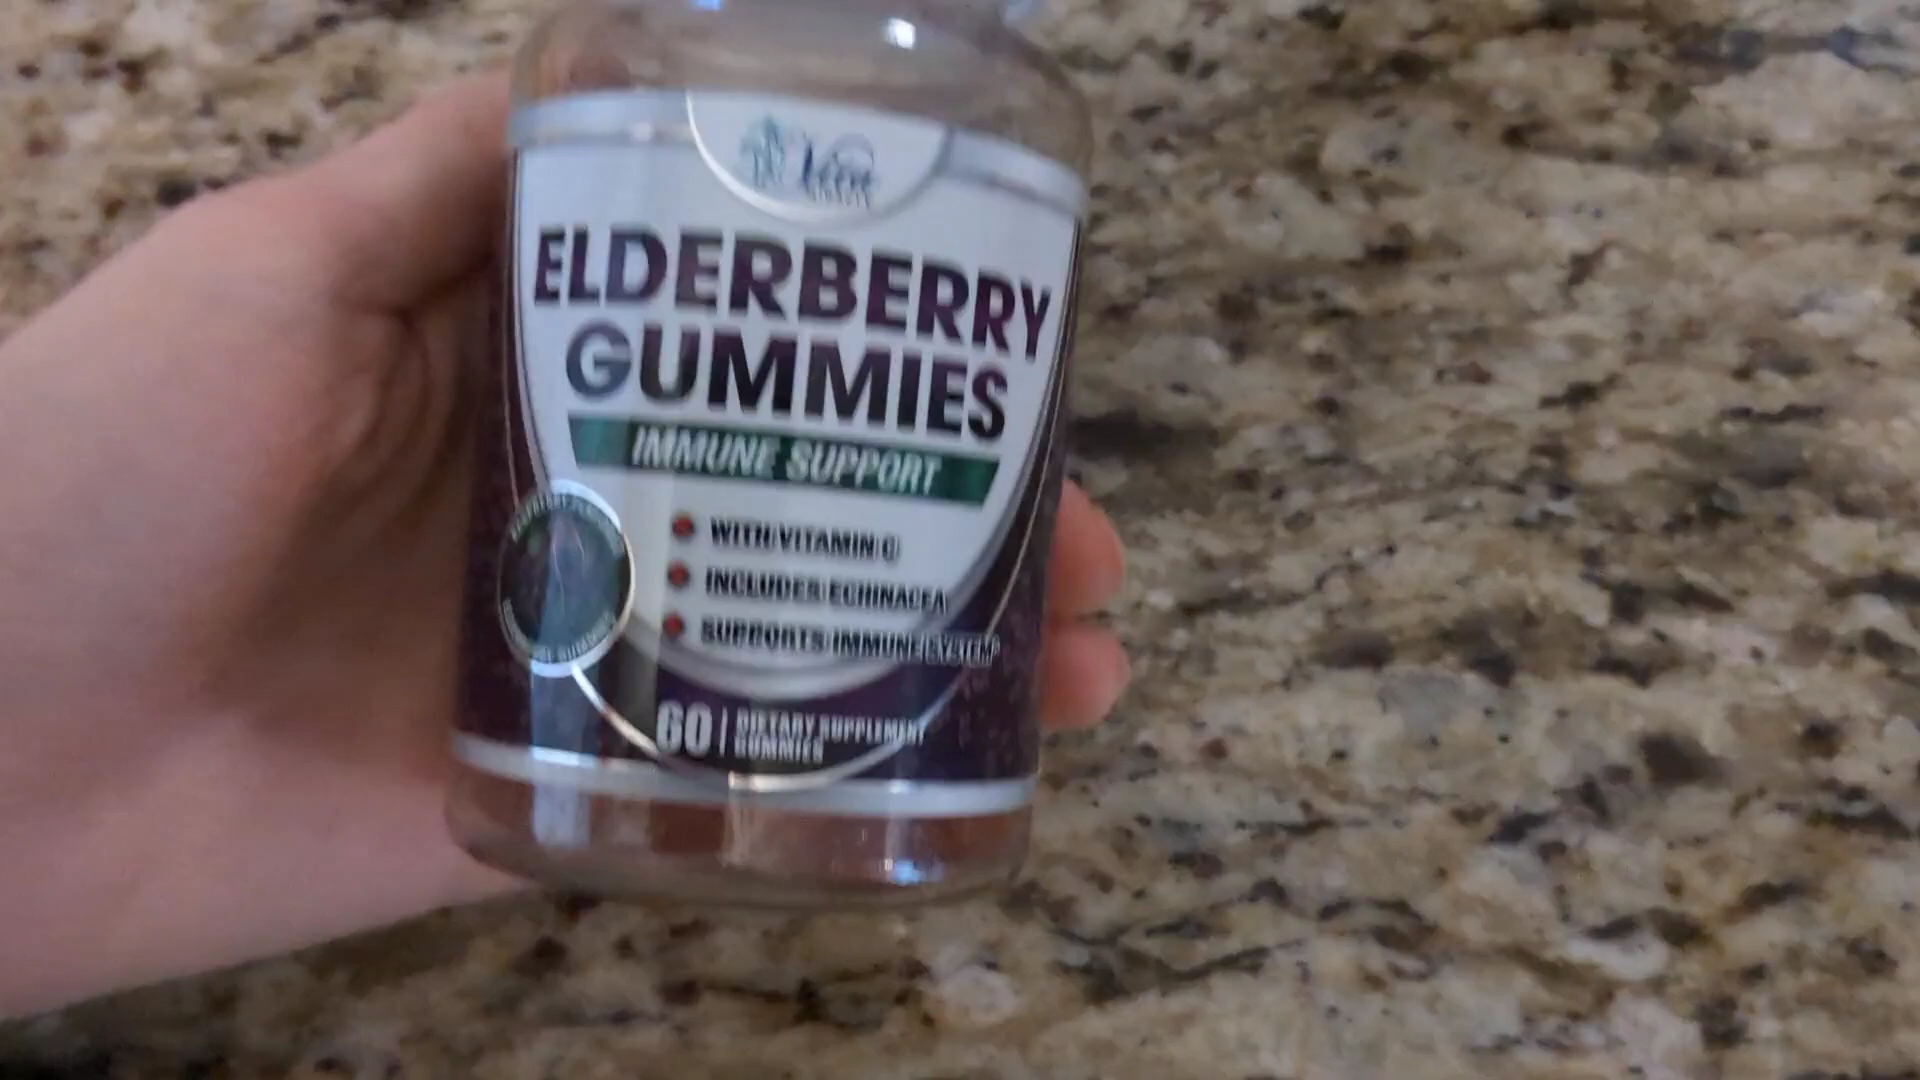 ELDERBERRY
GUMMIES
IMMUNE SUPPORT
WITH VITAMIN C
INCLUDES ECHINACEA
SUPPORTS IMMUNE SYSTEM
60 | DIETARY SUPPLEMENT
GUMMIES